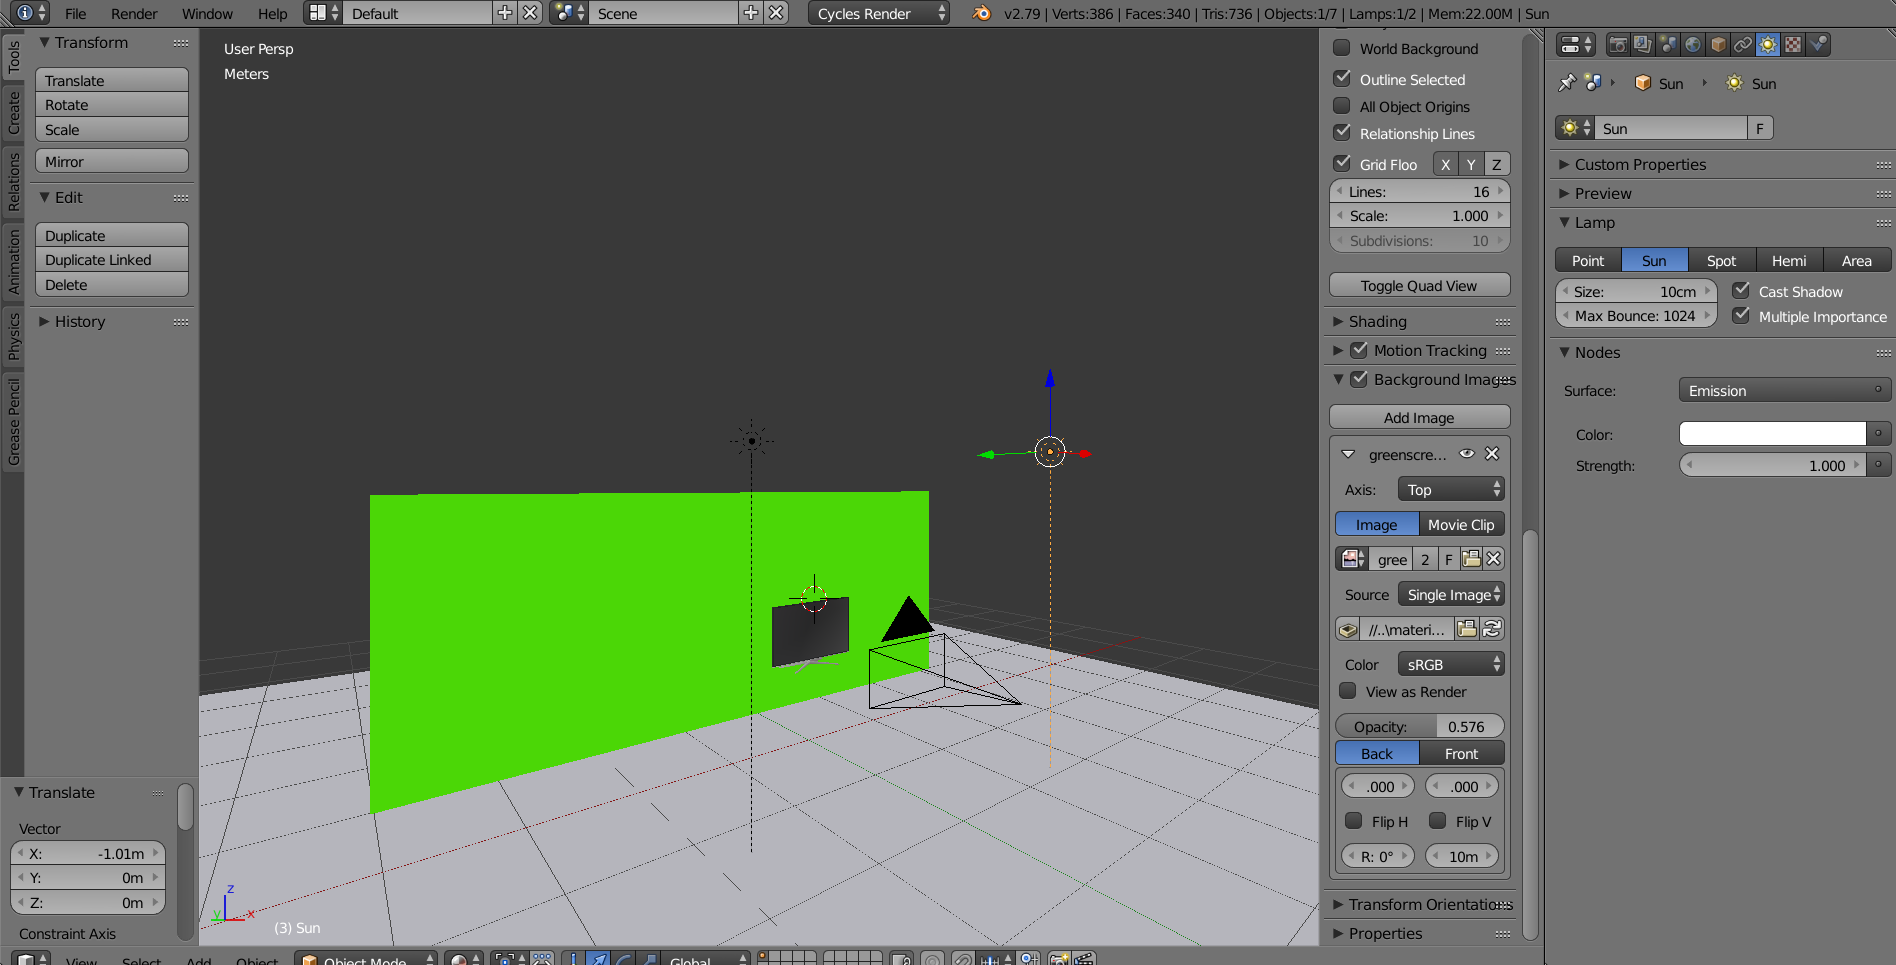 File Render Window Help Default Scene Cycles Render v2.79 | Verts:386 | Faces:340 | Tris:736 | Objects:1/7 | Lamps:1/2 | Mem:22.00M | Sun
Tools
Create
Relations
Animation
Physics
Grease Pencil
Transform
Translate
Rotate
Scale
Mirror
Edit
Duplicate
Duplicate Linked
Delete
History
Translate
Vector
X: -1.01m
Y: 0m
Z: 0m
Constraint Axis
User Persp
Meters
z
y x
(3) Sun
View Select Add Object Object Mode Global
World Background
Outline Selected
All Object Origins
Relationship Lines
Grid Floo X Y Z
Lines: 16
Scale: 1.000
Subdivisions: 10
Toggle Quad View
Shading
Motion Tracking
Background Images
Add Image
greenscre...
Axis: Top
Image Movie Clip
gree 2 F
Source Single Image
//..\materi...
Color sRGB
View as Render
Opacity: 0.576
Back Front
.000 .000
Flip H Flip V
R: 0° 10m
Transform Orientations
Properties
Sun Sun
Sun F
Custom Properties
Preview
Lamp
Point Sun Spot Hemi Area
Size: 10cm Cast Shadow
Max Bounce: 1024 Multiple Importance
Nodes
Surface: Emission
Color:
Strength: 1.000